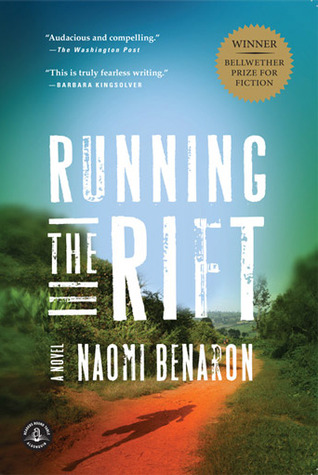 “Audacious and compelling.”
—The Washington Post
“This is truly fearless writing.”
—BARBARA KINGSOLVER
WINNER
BELLWETHER
PRIZE FOR
FICTION
RUNNING
THE RIFT
A NOVEL
NAOMI BENARON